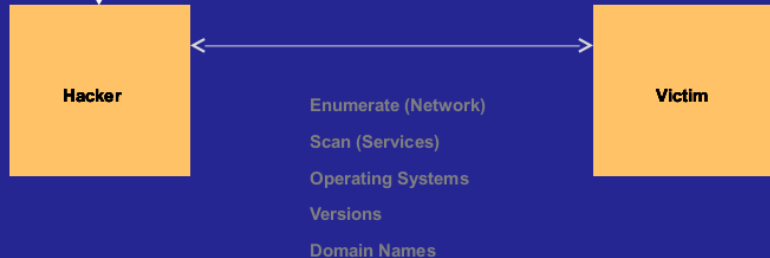 Hacker
Victim
Enumerate (Network)
Scan (Services)
Operating Systems
Versions
Domain Names